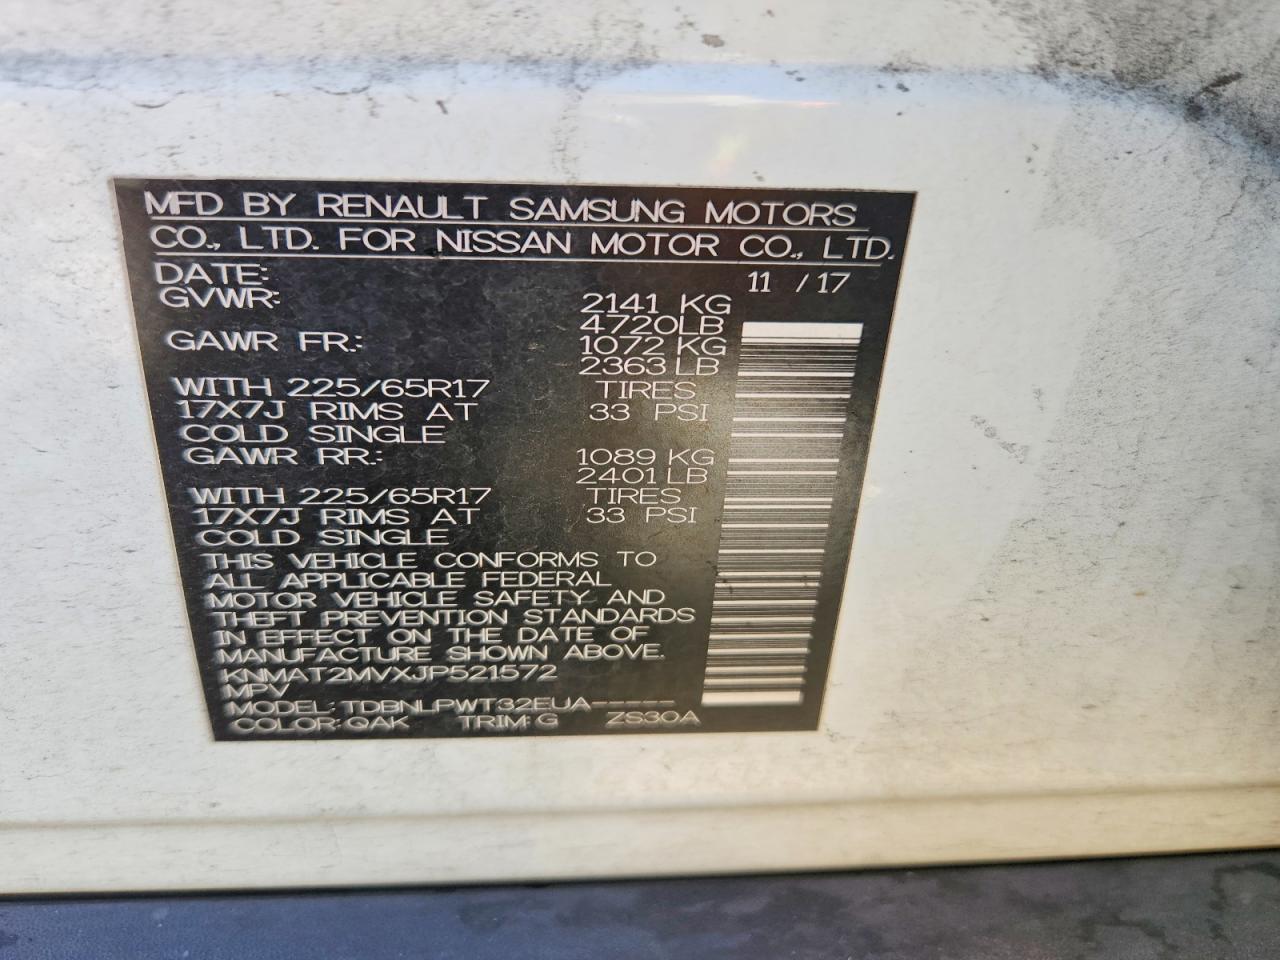 MFD BY RENAULT SAMSUNG MOTORS
CO., LTD. FOR NISSAN MOTOR CO., LTD.
DATE: 11 / 17
GVWR: 2141 KG
4720LB
GAWR FR.: 1072 KG
2363 LB
WITH 225/65R17 TIRES
17X7J RIMS AT 33 PSI
COLD SINGLE
GAWR RR.: 1089 KG
2401 LB
WITH 225/65R17 TIRES
17X7J RIMS AT 33 PSI
COLD SINGLE
THIS VEHICLE CONFORMS TO
ALL APPLICABLE FEDERAL
MOTOR VEHICLE SAFETY AND
THEFT PREVENTION STANDARDS
IN EFFECT ON THE DATE OF
MANUFACTURE SHOWN ABOVE.
KNMAT2MVXJP521572
MPV
MODEL: TDBNLPWT32EUA-----
COLOR: QAK TRIM: G ZS30A